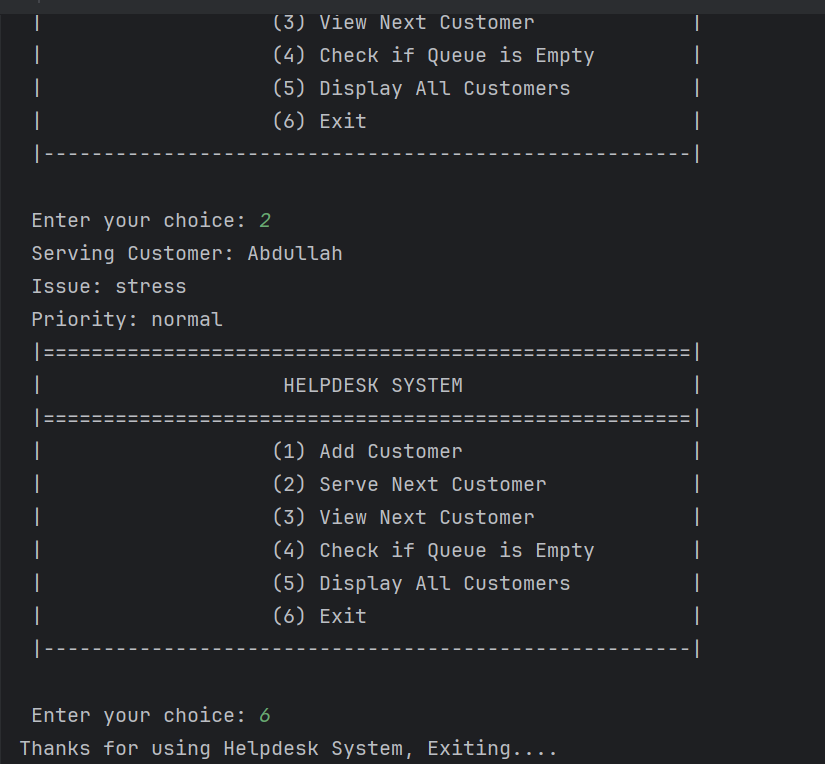 |                   (3) View Next Customer             |
|                   (4) Check if Queue is Empty        |
|                   (5) Display All Customers          |
|                   (6) Exit                           |
|------------------------------------------------------|
Enter your choice: 2
Serving Customer: Abdullah
Issue: stress
Priority: normal
|======================================================|
|                    HELPDESK SYSTEM                   |
|======================================================|
|                   (1) Add Customer                   |
|                   (2) Serve Next Customer            |
|                   (3) View Next Customer             |
|                   (4) Check if Queue is Empty        |
|                   (5) Display All Customers          |
|                   (6) Exit                           |
|------------------------------------------------------|
Enter your choice: 6
Thanks for using Helpdesk System, Exiting....